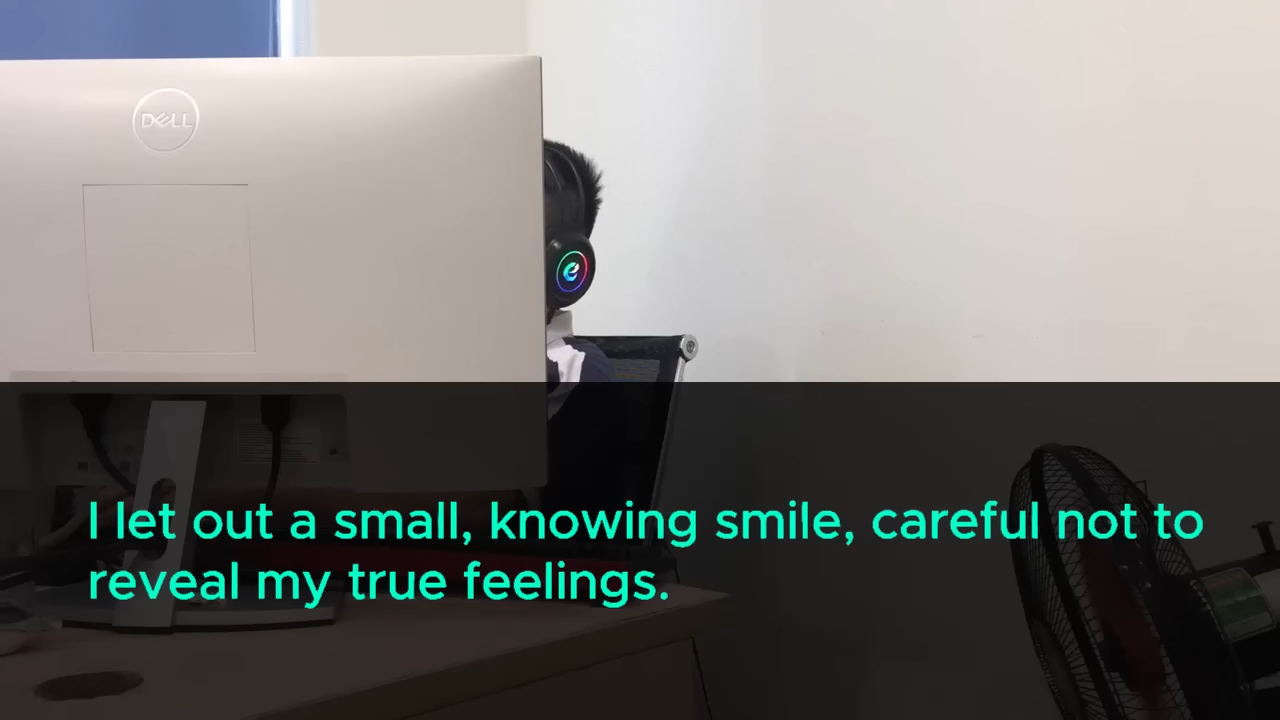 DELL
I let out a small, knowing smile, careful not to
reveal my true feelings.